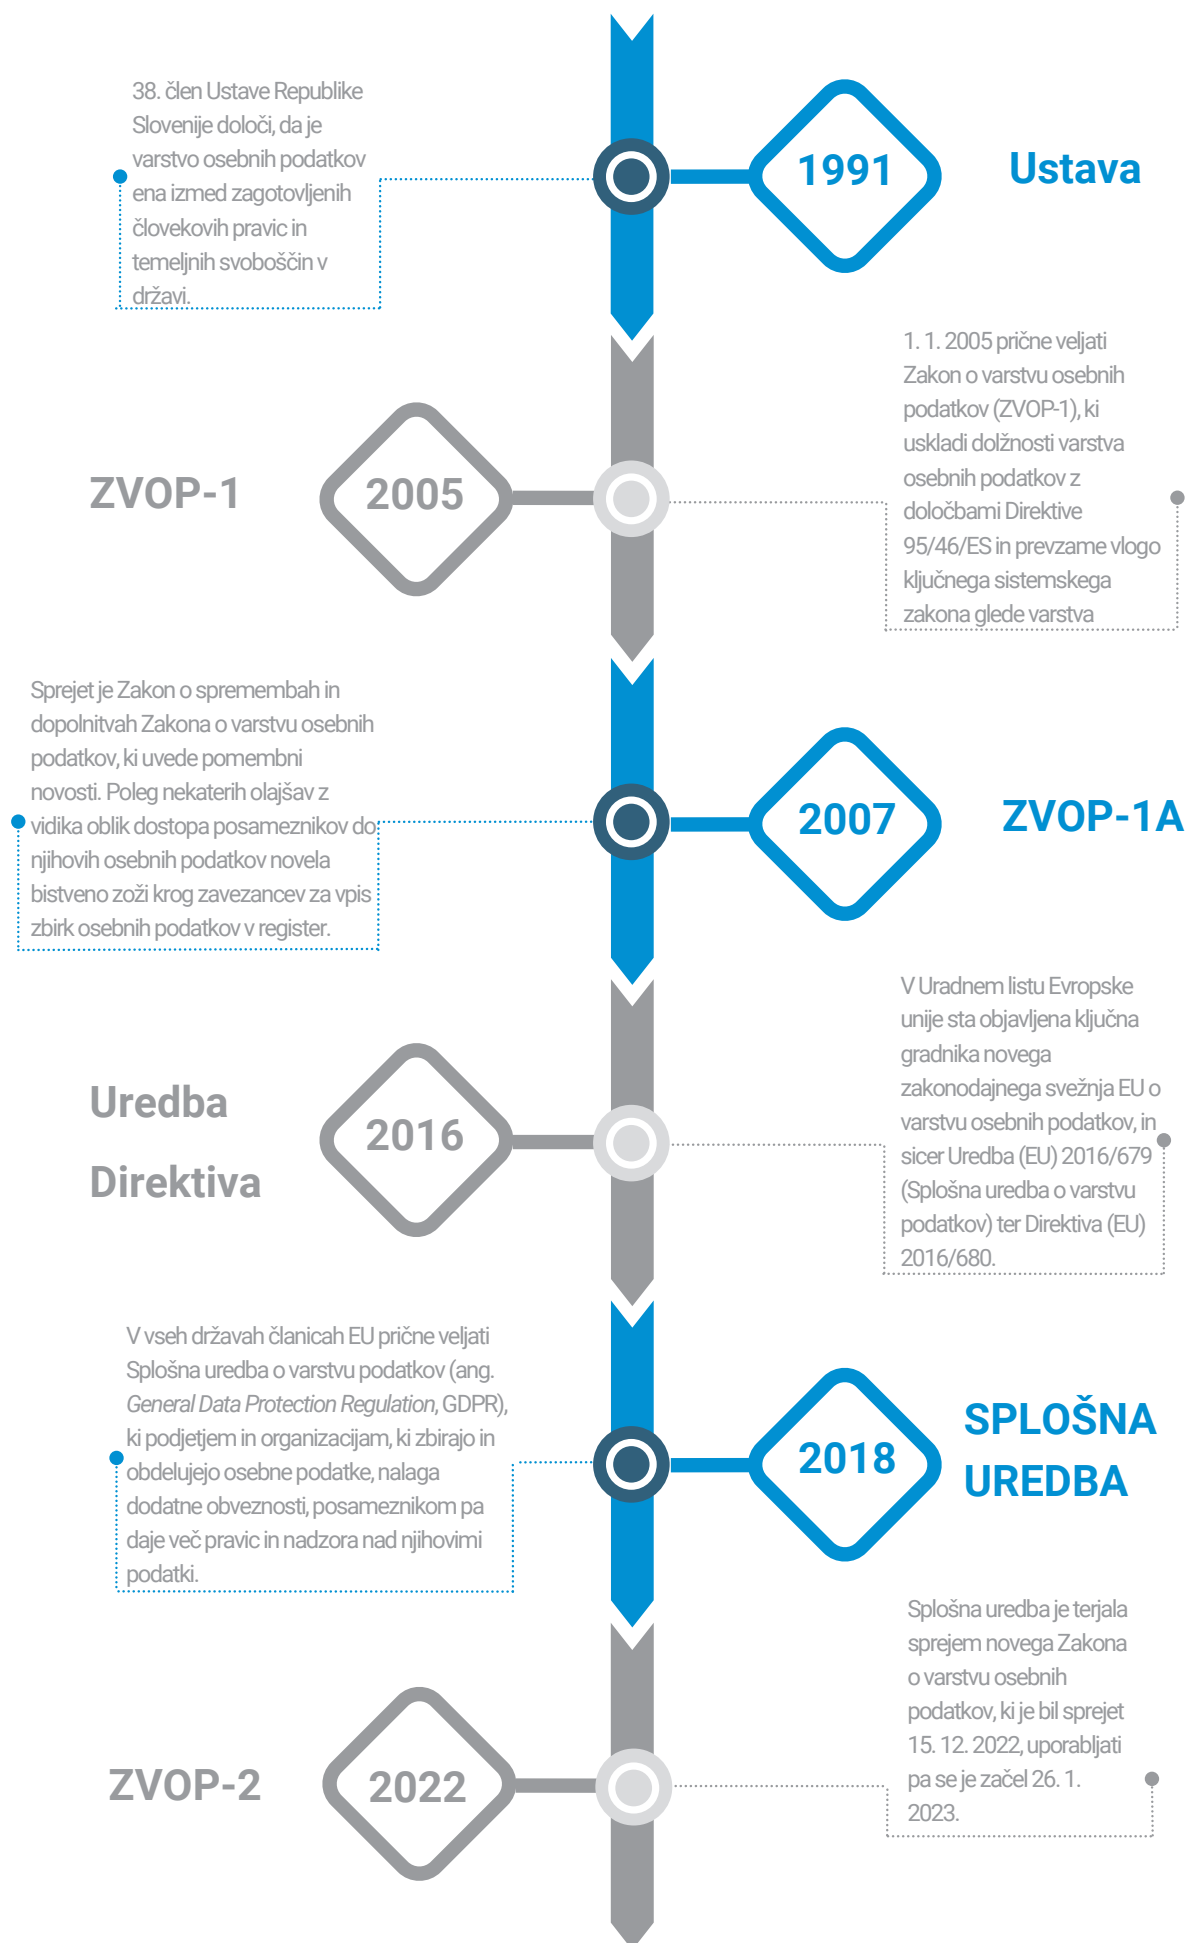 38. člen Ustave Republike
Slovenije določi, da je
varstvo osebnih podatkov
ena izmed zagotovljenih
človekovih pravic in
temeljnih svoboščin v
državi.
1991
Ustava
ZVOP-1
2005
1. 1. 2005 prične veljati
Zakon o varstvu osebnih
podatkov (ZVOP-1), ki
uskladi dolžnosti varstva
osebnih podatkov z
določbami Direktive
95/46/ES in prevzame vlogo
ključnega sistemskega
zakona glede varstva
Sprejet je Zakon o spremembah in
dopolnitvah Zakona o varstvu osebnih
podatkov, ki uvede pomembni
novosti. Poleg nekaterih olajšav z
vidika oblik dostopa posameznikov do
njihovih osebnih podatkov novela
bistveno zoži krog zavezancev za vpis
zbirk osebnih podatkov v register.
2007
ZVOP-1A
Uredba
Direktiva
2016
V Uradnem listu Evropske
unije sta objavljena ključna
gradnika novega
zakonodajnega svežnja EU o
varstvu osebnih podatkov, in
sicer Uredba (EU) 2016/679
(Splošna uredba o varstvu
podatkov) ter Direktiva (EU)
2016/680.
V vseh državah članicah EU prične veljati
Splošna uredba o varstvu podatkov (ang.
General Data Protection Regulation, GDPR),
ki podjetjem in organizacijam, ki zbirajo in
obdelujejo osebne podatke, nalaga
dodatne obveznosti, posameznikom pa
daje več pravic in nadzora nad njihovimi
podatki.
2018
SPLOŠNA
UREDBA
ZVOP-2
2022
Splošna uredba je terjala
sprejem novega Zakona
o varstvu osebnih
podatkov, ki je bil sprejet
15. 12. 2022, uporabljati
pa se je začel 26. 1.
2023.